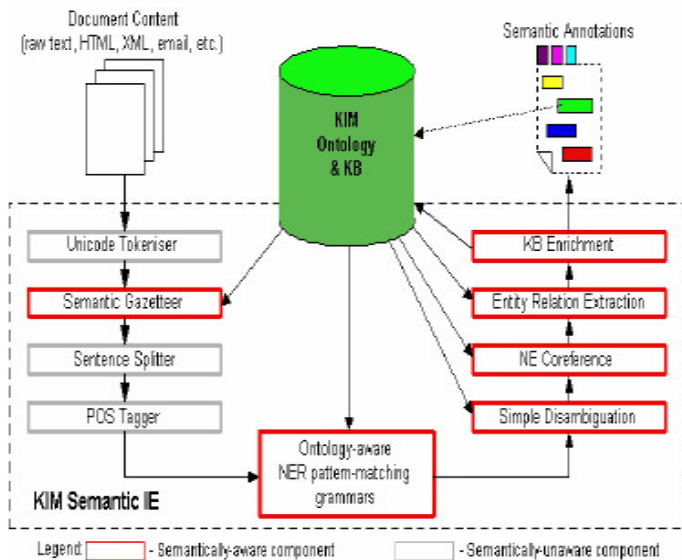 Document Content
(raw text, HTML, XML, email, etc.)
Semantic Annotations
KIM
Ontology
& KB
Unicode Tokeniser
Semantic Gazetteer
Sentence Splitter
POS Tagger
KB Enrichment
Entity Relation Extraction
NE Coreference
Simple Disambiguation
Ontology-aware
NER pattern-matching
grammars
KIM Semantic IE
Legend: - Semantically-aware component - Semantically-unaware component